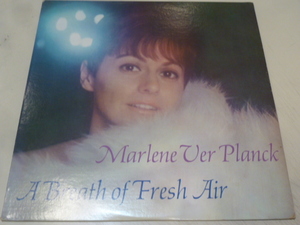 Marlene Ver Planck
A Breath of Fresh Air